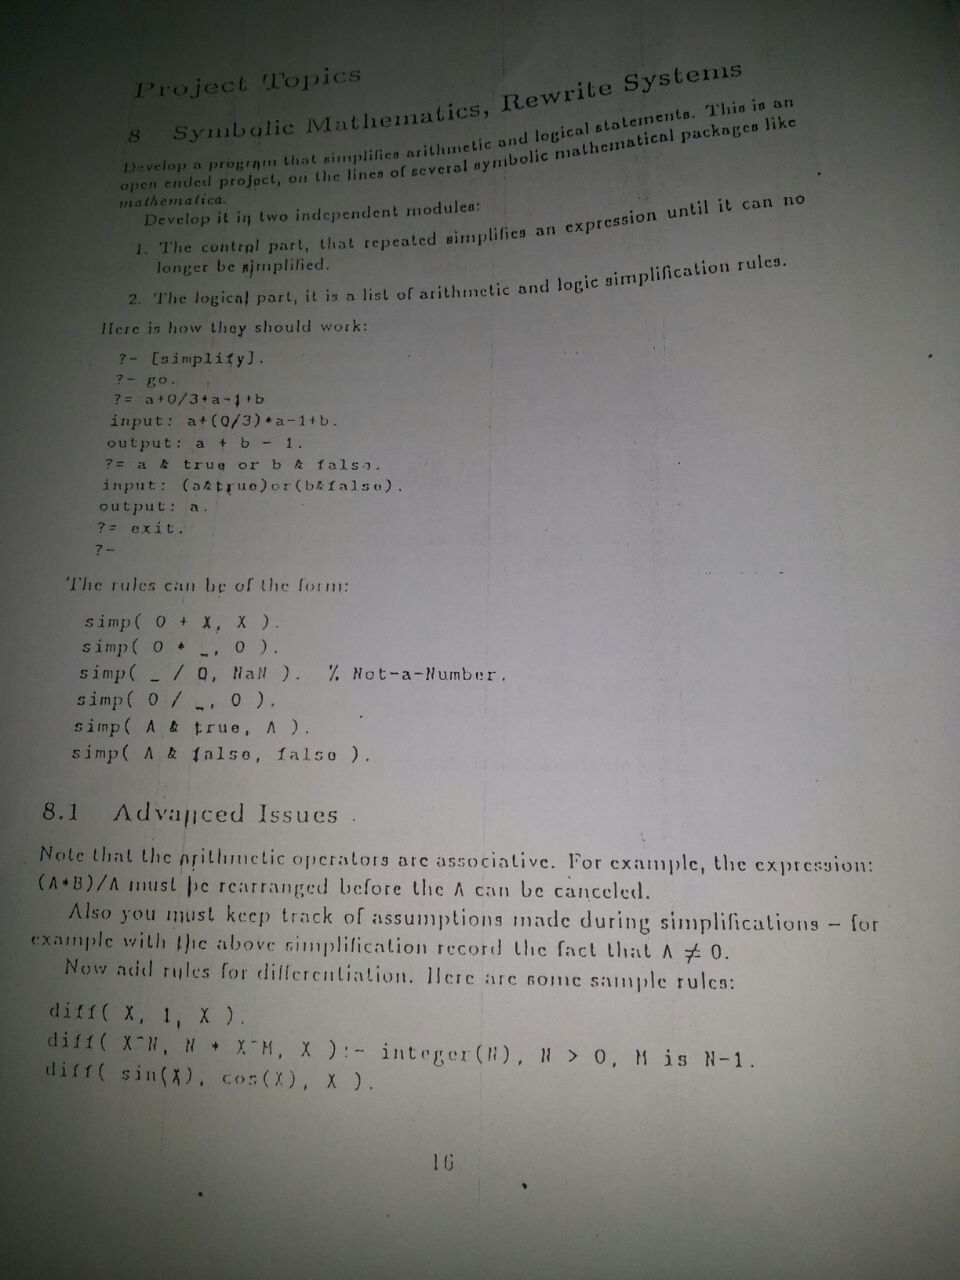 Project Topics
8 Symbolic Mathematics, Rewrite Systems
Develop a program that simplifies arithmetic and logical statements. This is an
open ended project, on the lines of several symbolic mathematical packages like
mathematica.
Develop it in two independent modules:
1. The control part, that repeated simplifies an expression until it can no
longer be simplified.
2. The logical part, it is a list of arithmetic and logic simplification rules.
Here is how they should work:
?- [simplify].
?- go.
?= a+0/3*a-1+b
input: a+(0/3)*a-1+b.
output: a + b - 1.
?= a & true or b & false.
input: (a&true)or(b&false).
output: a.
?= exit.
?-
The rules can be of the form:
simp( 0 + X, X ).
simp( 0 * _, 0 ).
simp( _ / 0, NaN ). % Not-a-Number.
simp( 0 / _, 0 ).
simp( A & true, A ).
simp( A & false, false ).
8.1 Advanced Issues
Note that the arithmetic operators are associative. For example, the expression:
(A*B)/A must be rearranged before the A can be canceled.
Also you must keep track of assumptions made during simplifications – for
example with the above simplification record the fact that A ≠ 0.
Now add rules for differentiation. Here are some sample rules:
diff( X, 1, X ).
diff( X^N, N * X^M, X ):- integer(N), N > 0, M is N-1.
diff( sin(X), cos(X), X ).
16